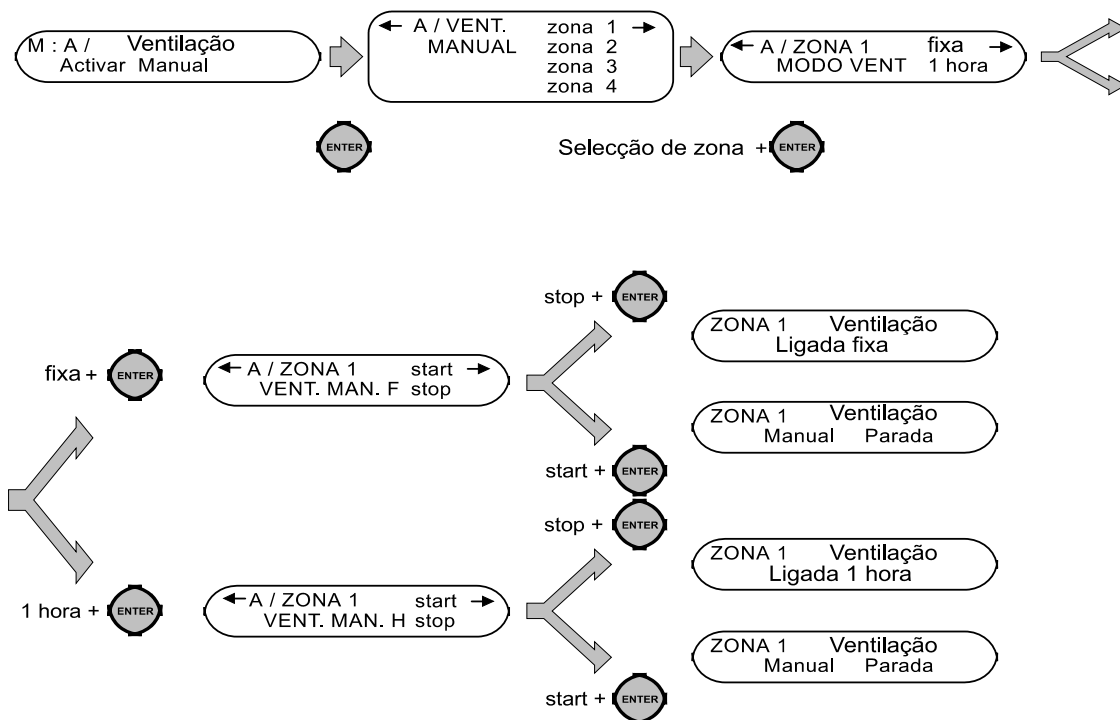 M : A / Ventilação
Activar Manual
A / VENT. zona 1
MANUAL zona 2
zona 3
zona 4
A / ZONA 1 fixa
MODO VENT 1 hora
ENTER
Selecção de zona + ENTER
stop + ENTER
ZONA 1 Ventilação
Ligada fixa
fixa + ENTER
A / ZONA 1 start
VENT. MAN. F stop
ZONA 1 Ventilação
Manual Parada
start + ENTER
stop + ENTER
ZONA 1 Ventilação
Ligada 1 hora
1 hora + ENTER
A / ZONA 1 start
VENT. MAN. H stop
ZONA 1 Ventilação
Manual Parada
start + ENTER